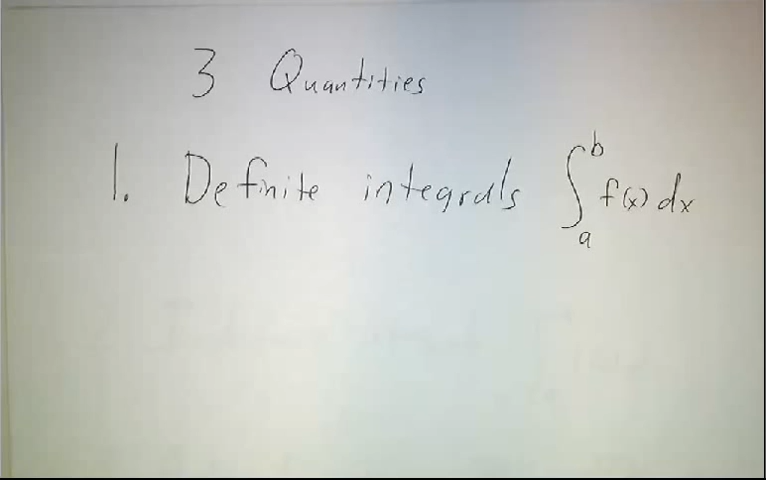 3 Quantities
1. Definite integrals ∫_a^b f(x) dx